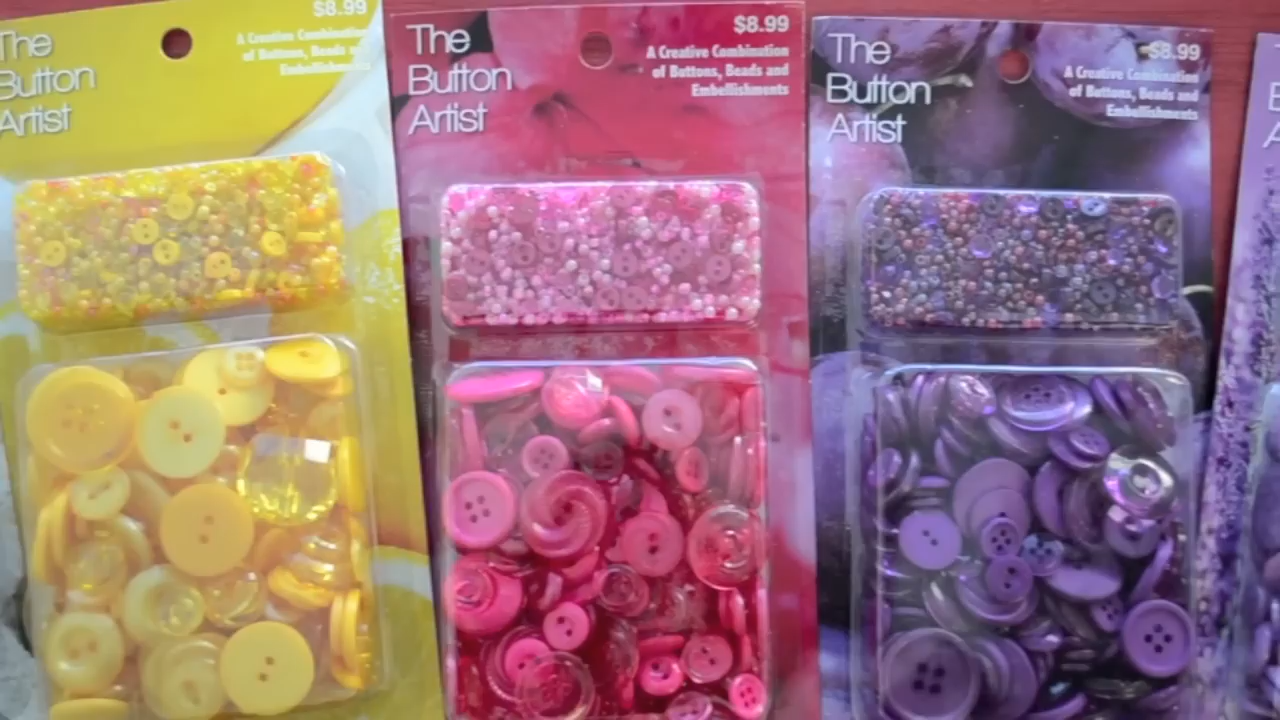 The
Button
Artist
$8.99
A Creative Combination
of Buttons, Beads and
Embellishments
The
Button
Artist
$8.99
A Creative Combination
of Buttons, Beads and
Embellishments
The
Button
Artist
$8.99
A Creative Combination
of Buttons, Beads and
Embellishments